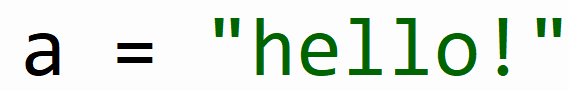 a = "hello!"